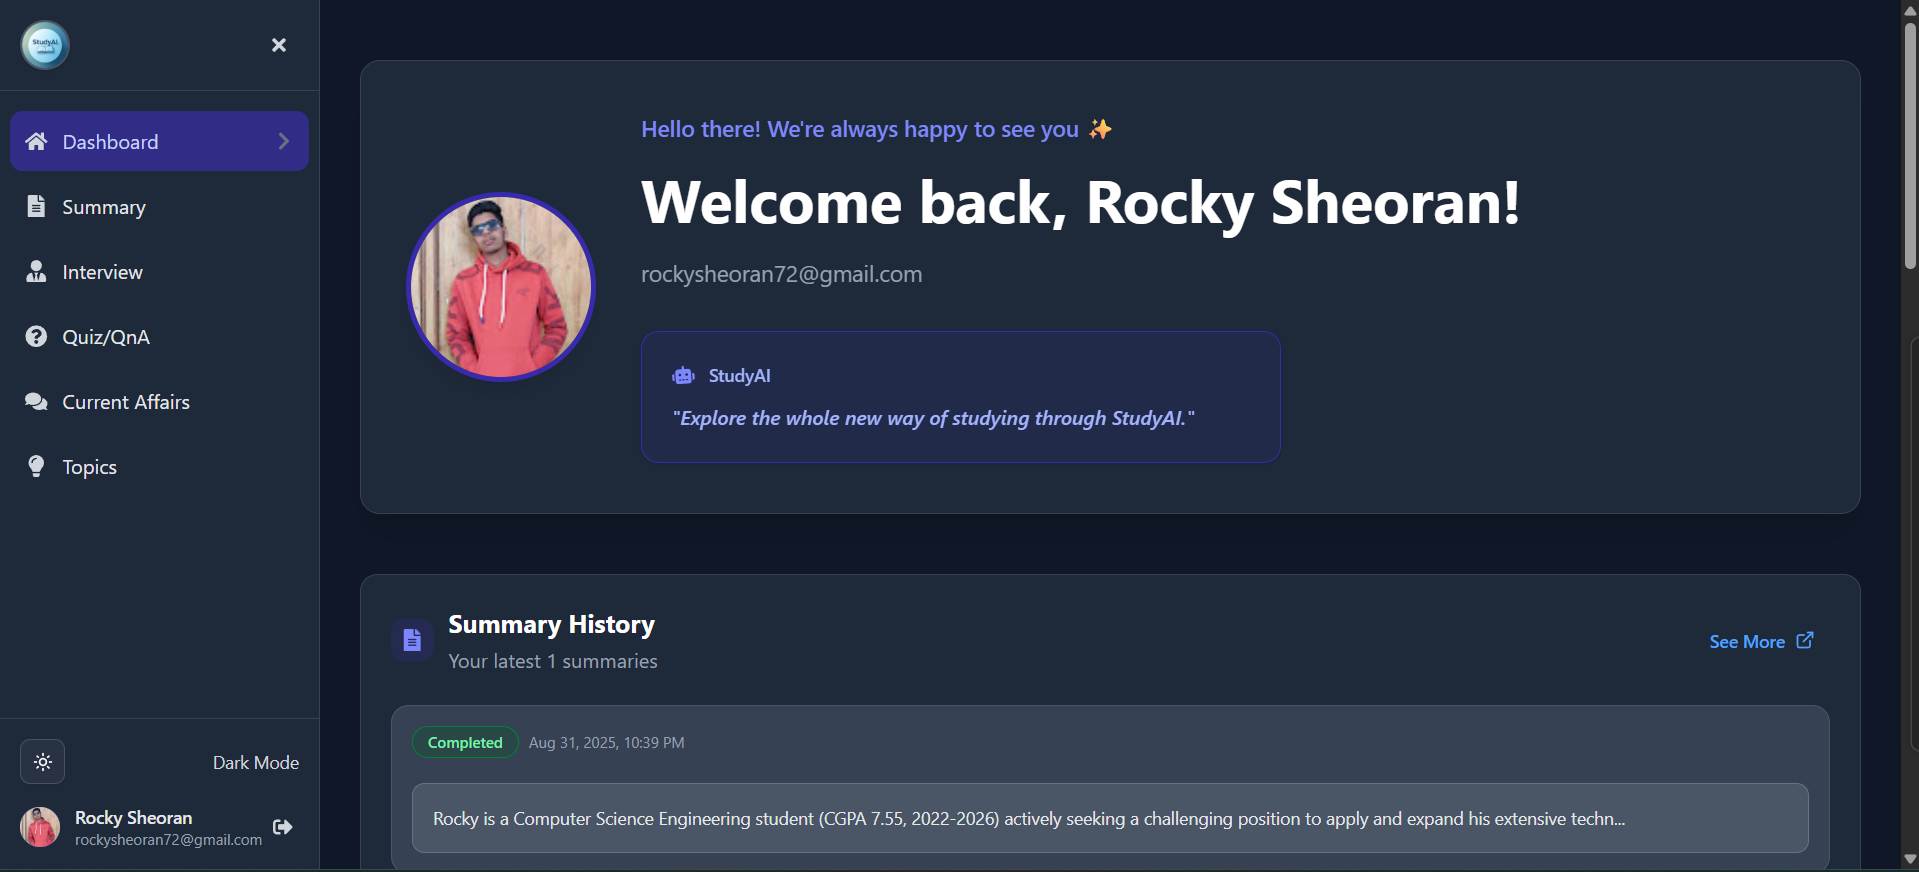 StudyAI
Dashboard
Summary
Interview
Quiz/QnA
Current Affairs
Topics
Dark Mode
Rocky Sheoran
rockysheoran72@gmail.com
Hello there! We're always happy to see you ✨
Welcome back, Rocky Sheoran!
rockysheoran72@gmail.com
StudyAI
"Explore the whole new way of studying through StudyAI."
Summary History
Your latest 1 summaries
See More
Completed
Aug 31, 2025, 10:39 PM
Rocky is a Computer Science Engineering student (CGPA 7.55, 2022-2026) actively seeking a challenging position to apply and expand his extensive techn...